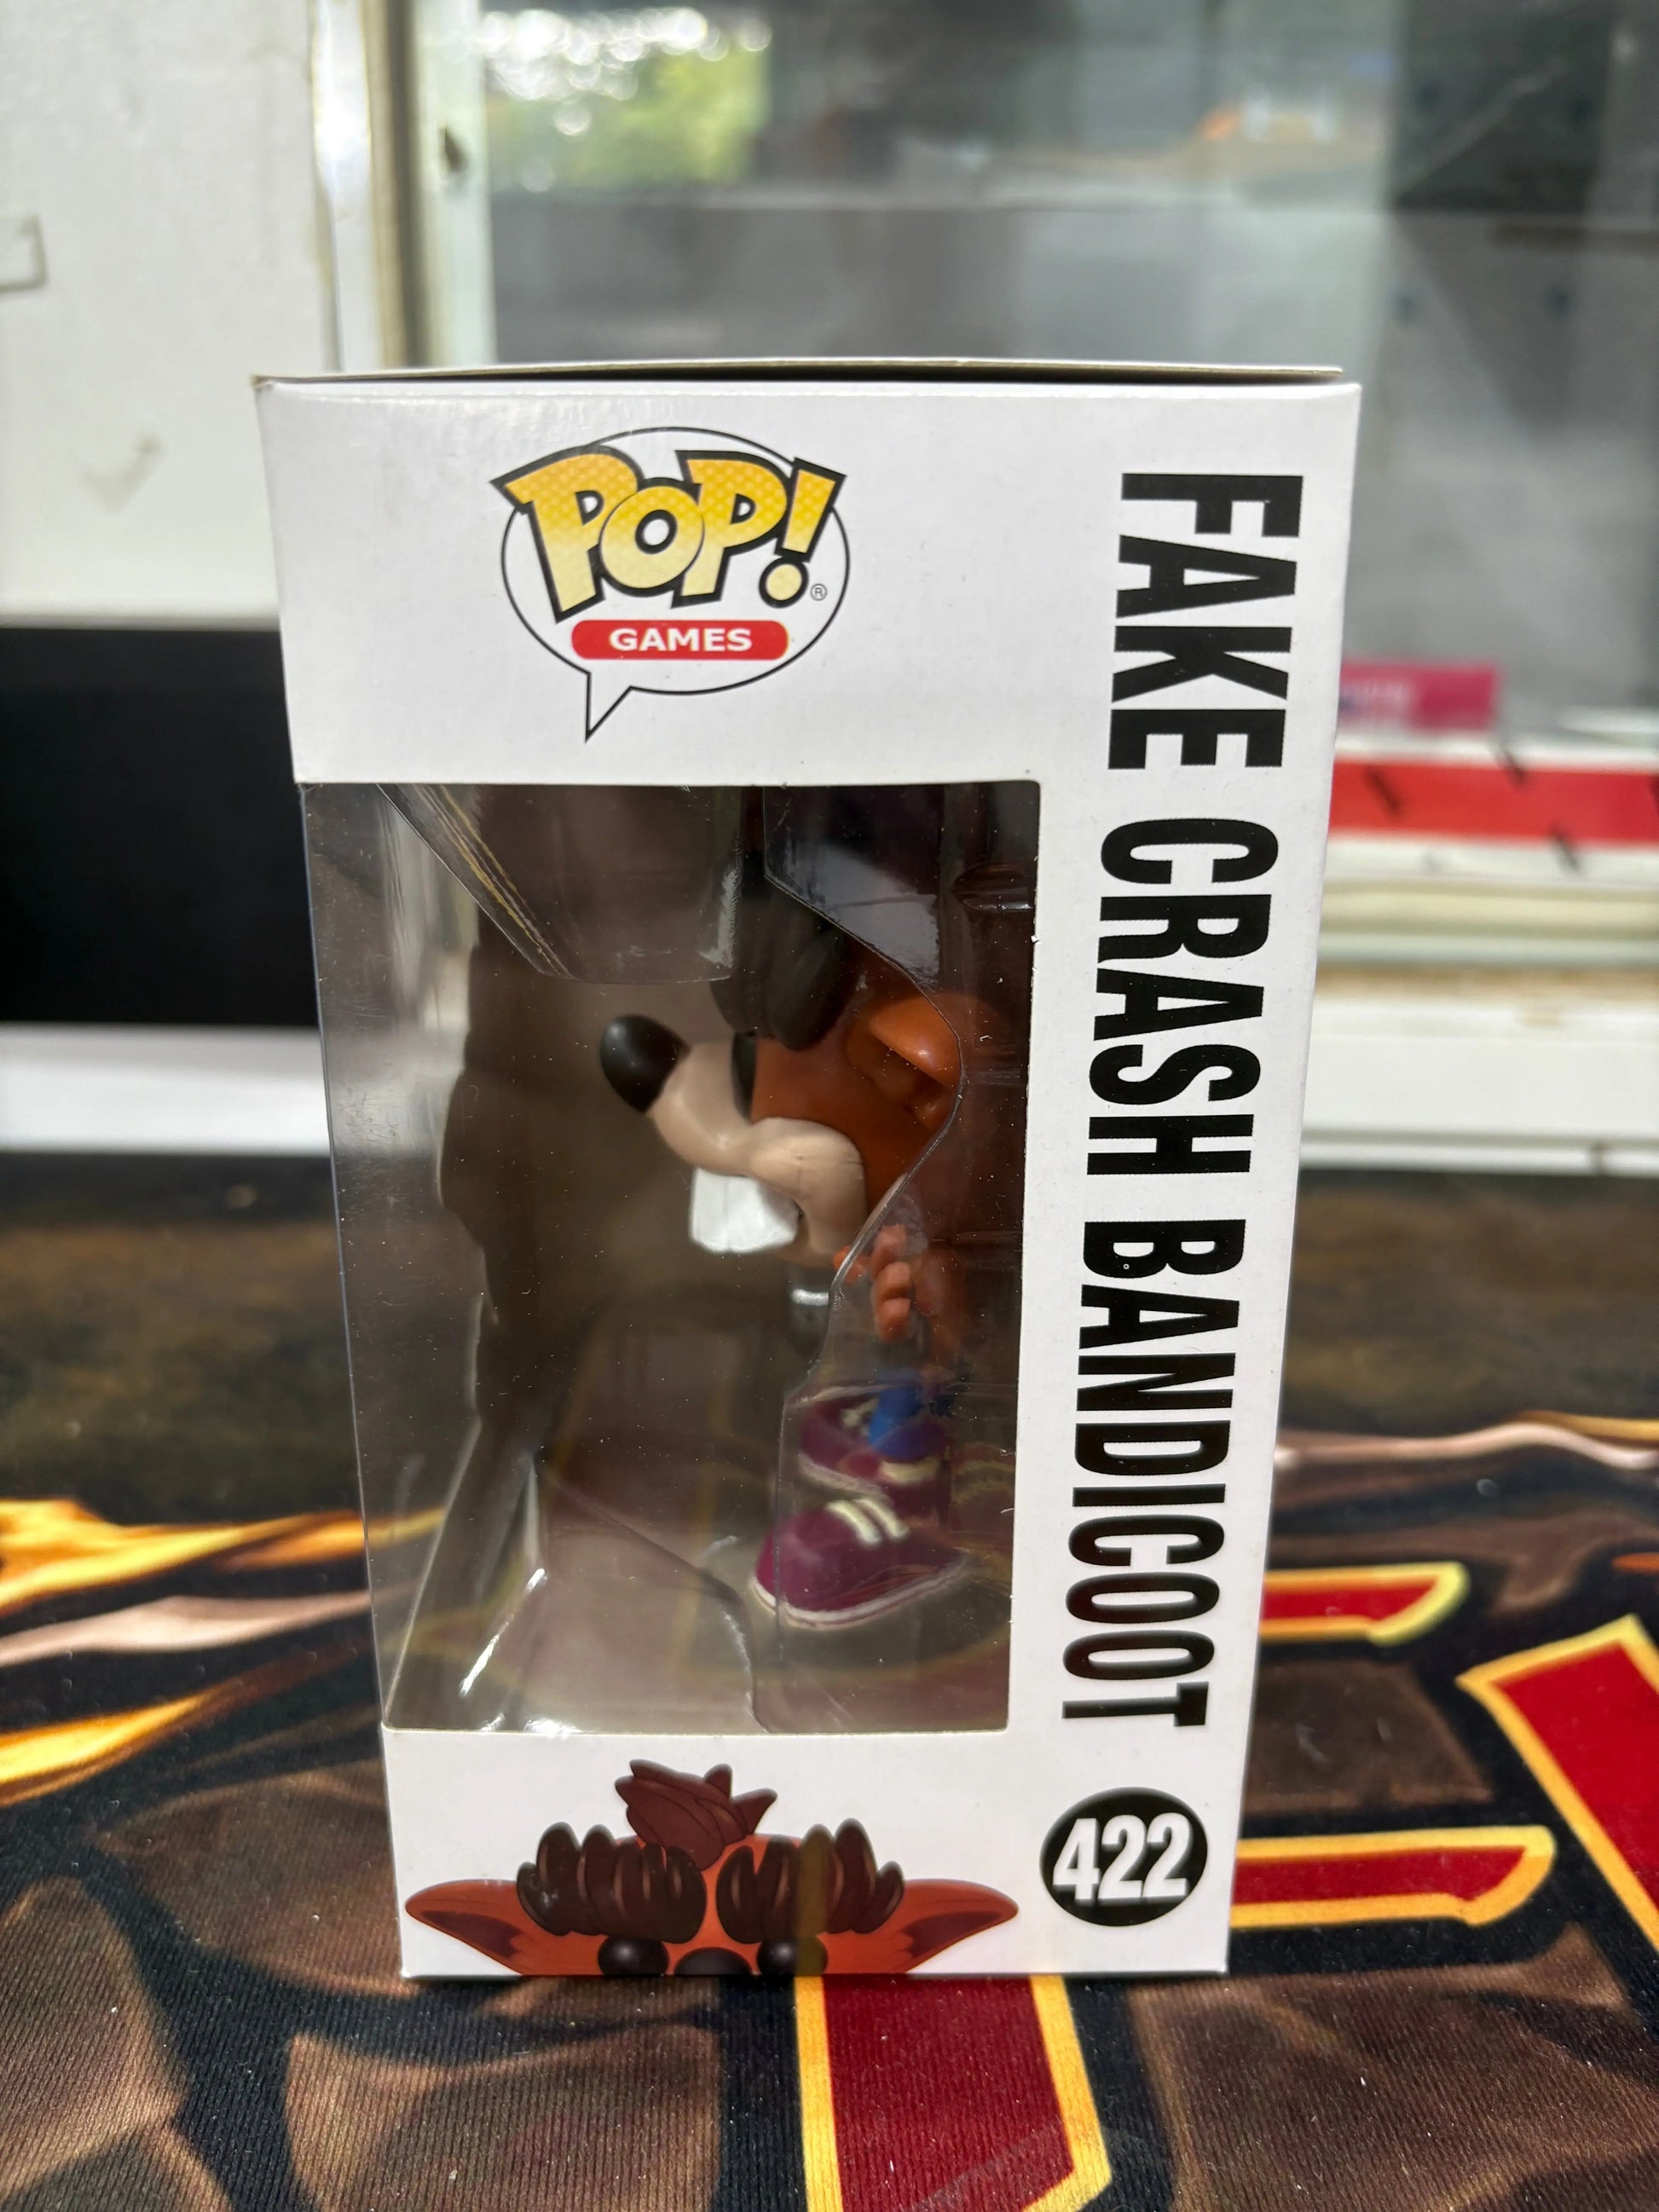 POP!®
GAMES
FAKE CRASH BANDICOOT
422